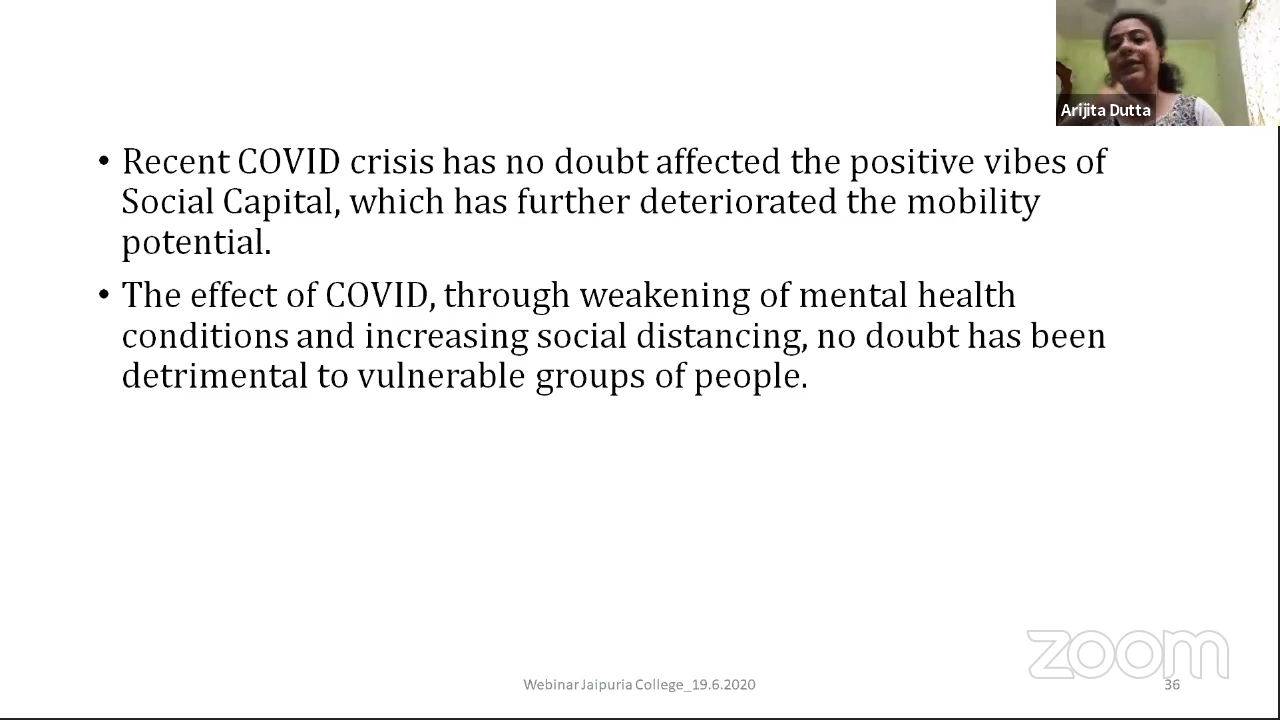 Arijita Dutta
• Recent COVID crisis has no doubt affected the positive vibes of
Social Capital, which has further deteriorated the mobility
potential.
• The effect of COVID, through weakening of mental health
conditions and increasing social distancing, no doubt has been
detrimental to vulnerable groups of people.
zoom
Webinar Jaipuria College_19.6.2020
36